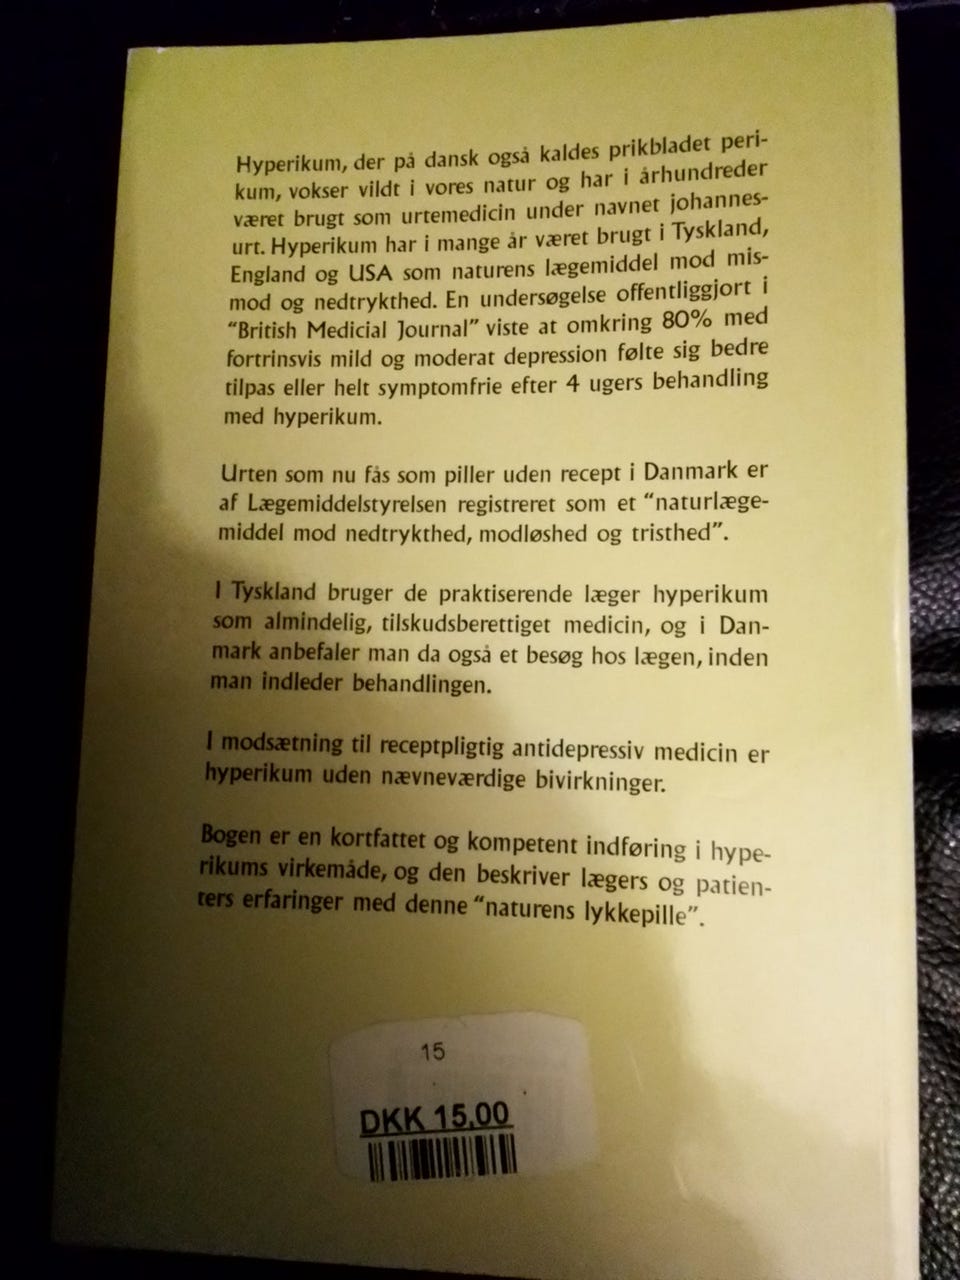 Hyperikum, der på dansk også kaldes prikbladet peri-
kum, vokser vildt i vores natur og har i århundreder
været brugt som urtemedicin under navnet johannes-
urt. Hyperikum har i mange år været brugt i Tyskland,
England og USA som naturens lægemiddel mod mis-
mod og nedtrykthed. En undersøgelse offentliggjort i
"British Medicial Journal" viste at omkring 80% med
fortrinsvis mild og moderat depression følte sig bedre
tilpas eller helt symptomfrie efter 4 ugers behandling
med hyperikum.
Urten som nu fås som piller uden recept i Danmark er
af Lægemiddelstyrelsen registreret som et "naturlæge-
middel mod nedtrykthed, modløshed og tristhed".
I Tyskland bruger de praktiserende læger hyperikum
som almindelig, tilskudsberettiget medicin, og i Dan-
mark anbefaler man da også et besøg hos lægen, inden
man indleder behandlingen.
I modsætning til receptpligtig antidepressiv medicin er
hyperikum uden nævneværdige bivirkninger.
Bogen er en kortfattet og kompetent indføring i hype-
rikums virkemåde, og den beskriver lægers og patien-
ters erfaringer med denne "naturens lykkepille".
15
DKK 15,00